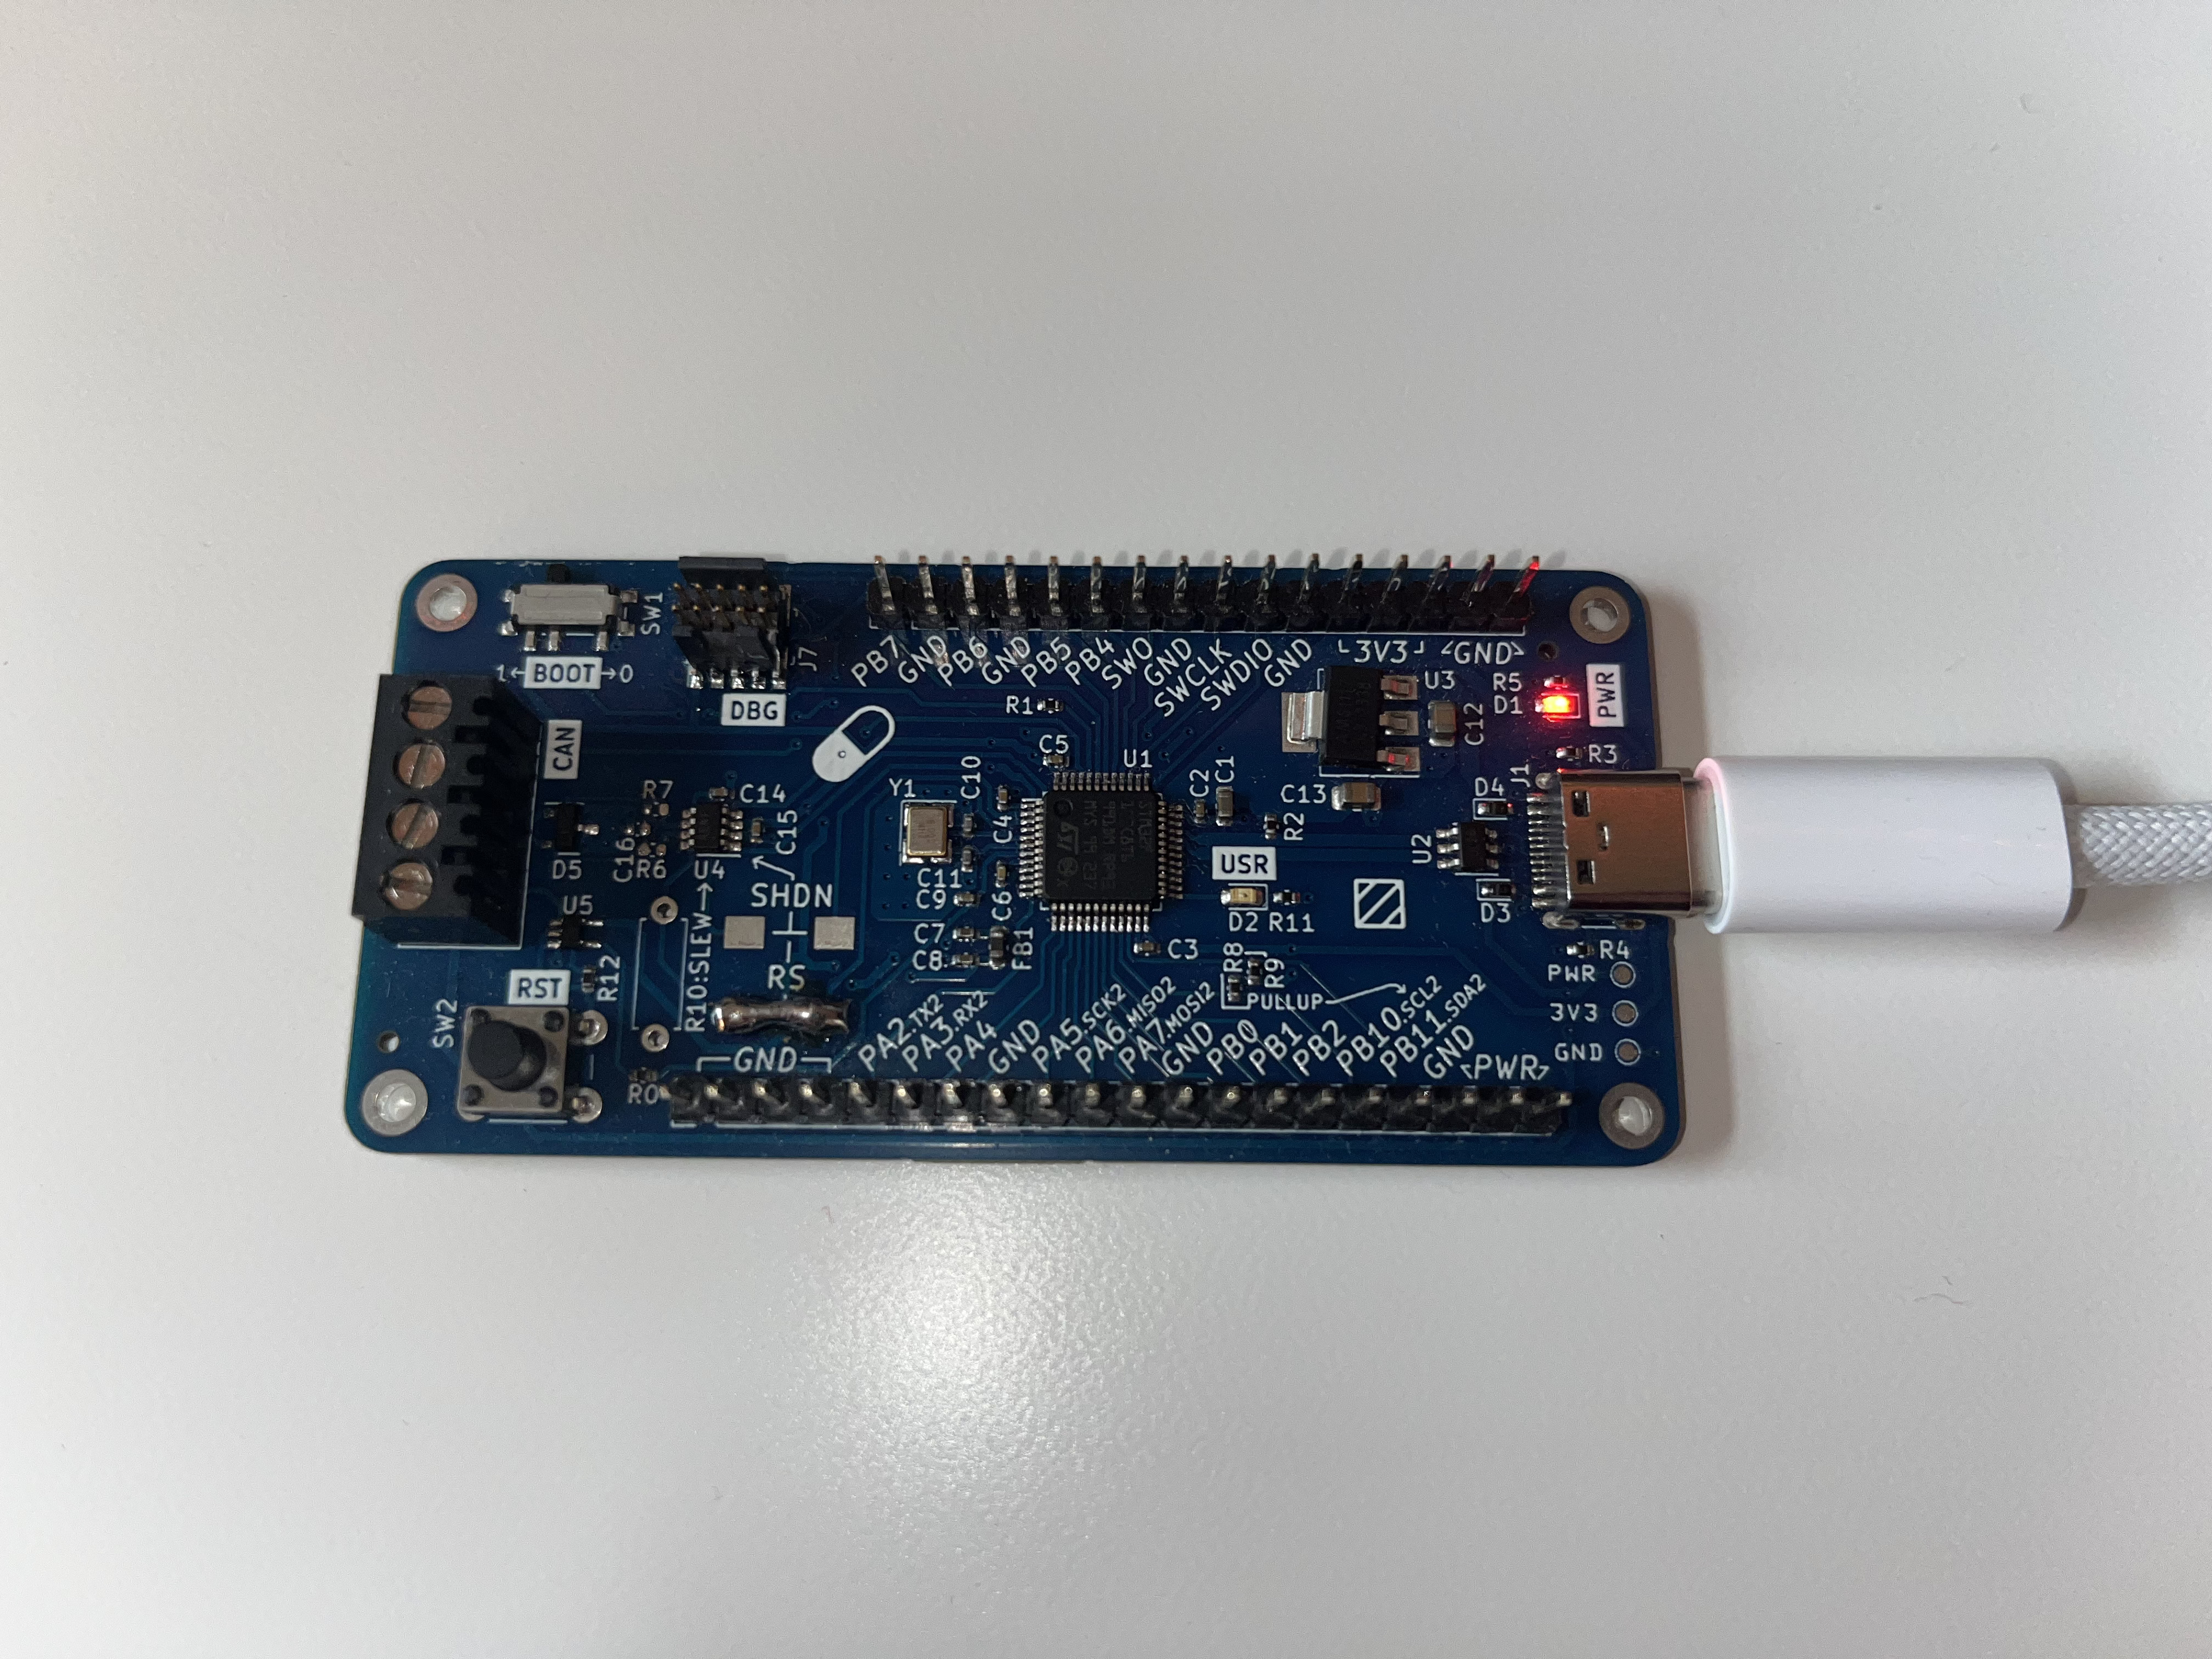 SW1
1←BOOT→0
J7
DBG
PB7
GND
PB6
GND
PB5
PB4
SWO
GND
SWCLK
SWDIO
GND
3V3
GND
U3
R5
D1
PWR
C12
R1
CAN
C5
U1
R3
J1
Y1
C10
C4
C2
C1
C13
R2
D4
U2
R7
C14
C15
C16
R6
U4
D5
SHDN
RS
U5
C11
C9
C6
C7
C8
FB1
USR
D2
R11
D3
C3
R8
R9
PULLUP
R4
PWR
3V3
GND
R10:SLEW→
R12
RST
SW2
R0
GND
PA2.TX2
PA3.RX2
PA4
GND
PA5.SCK2
PA6.MISO2
PA7.MOSI2
GND
PB0
PB1
PB2
PB10.SCL2
PB11.SDA2
GND
PWR